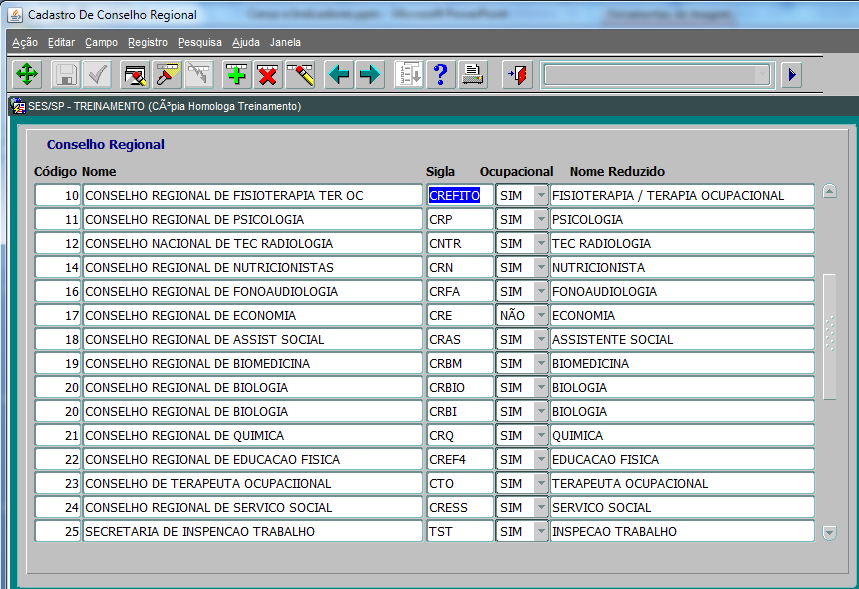 Cadastro De Conselho Regional
Ação Editar Campo Registro Pesquisa Ajuda Janela
SES/SP - TREINAMENTO (CÃ³pia Homologa Treinamento)
Conselho Regional
Código Nome Sigla Ocupacional Nome Reduzido
10 CONSELHO REGIONAL DE FISIOTERAPIA TER OC CREFITO SIM FISIOTERAPIA / TERAPIA OCUPACIONAL
11 CONSELHO REGIONAL DE PSICOLOGIA CRP SIM PSICOLOGIA
12 CONSELHO NACIONAL DE TEC RADIOLOGIA CNTR SIM TEC RADIOLOGIA
14 CONSELHO REGIONAL DE NUTRICIONISTAS CRN SIM NUTRICIONISTA
16 CONSELHO REGIONAL DE FONOAUDIOLOGIA CRFA SIM FONOAUDIOLOGIA
17 CONSELHO REGIONAL DE ECONOMIA CRE NÃO ECONOMIA
18 CONSELHO REGIONAL DE ASSIST SOCIAL CRAS SIM ASSISTENTE SOCIAL
19 CONSELHO REGIONAL DE BIOMEDICINA CRBM SIM BIOMEDICINA
20 CONSELHO REGIONAL DE BIOLOGIA CRBIO SIM BIOLOGIA
20 CONSELHO REGIONAL DE BIOLOGIA CRBI SIM BIOLOGIA
21 CONSELHO REGIONAL DE QUIMICA CRQ SIM QUIMICA
22 CONSELHO REGIONAL DE EDUCACAO FISICA CREF4 SIM EDUCACAO FISICA
23 CONSELHO DE TERAPEUTA OCUPACIIONAL CTO SIM TERAPEUTA OCUPACIONAL
24 CONSELHO REGIONAL DE SERVICO SOCIAL CRESS SIM SERVICO SOCIAL
25 SECRETARIA DE INSPENCAO TRABALHO TST SIM INSPECAO TRABALHO